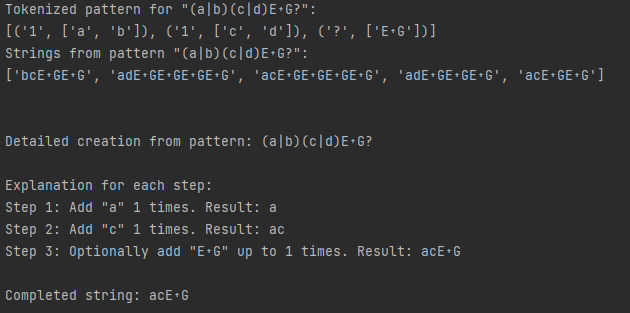 Tokenized pattern for "(a|b)(c|d)E⁺G?":
[('1', ['a', 'b']), ('1', ['c', 'd']), ('?', ['E⁺G'])]
Strings from pattern "(a|b)(c|d)E⁺G?":
['bcE⁺GE⁺G', 'adE⁺GE⁺GE⁺GE⁺G', 'acE⁺GE⁺GE⁺GE⁺G', 'adE⁺GE⁺GE⁺G', 'acE⁺GE⁺G']
Detailed creation from pattern: (a|b)(c|d)E⁺G?
Explanation for each step:
Step 1: Add "a" 1 times. Result: a
Step 2: Add "c" 1 times. Result: ac
Step 3: Optionally add "E⁺G" up to 1 times. Result: acE⁺G
Completed string: acE⁺G